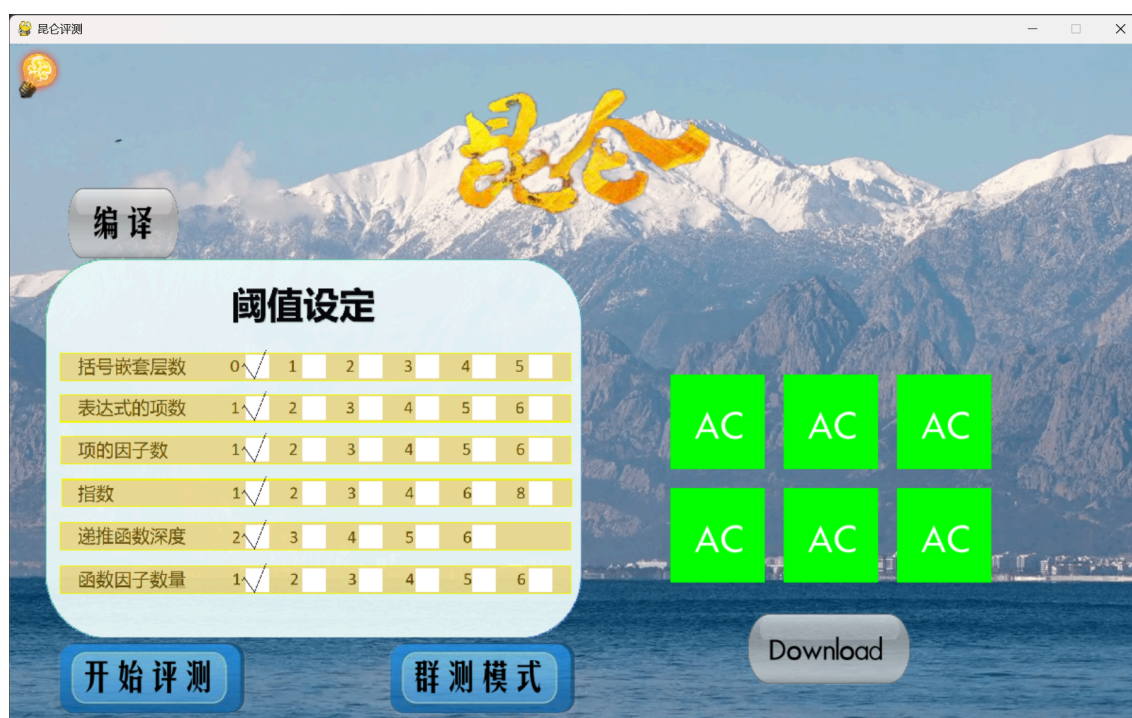 昆仑评测
昆仑
编译
阈值设定
括号嵌套层数 0 1 2 3 4 5
表达式的项数 1 2 3 4 5 6
项的因子数 1 2 3 4 5 6
指数 1 2 3 4 6 8
递推函数深度 2 3 4 5 6
函数因子数量 1 2 3 4 5 6
AC AC AC
AC AC AC
Download
开始评测 群测模式